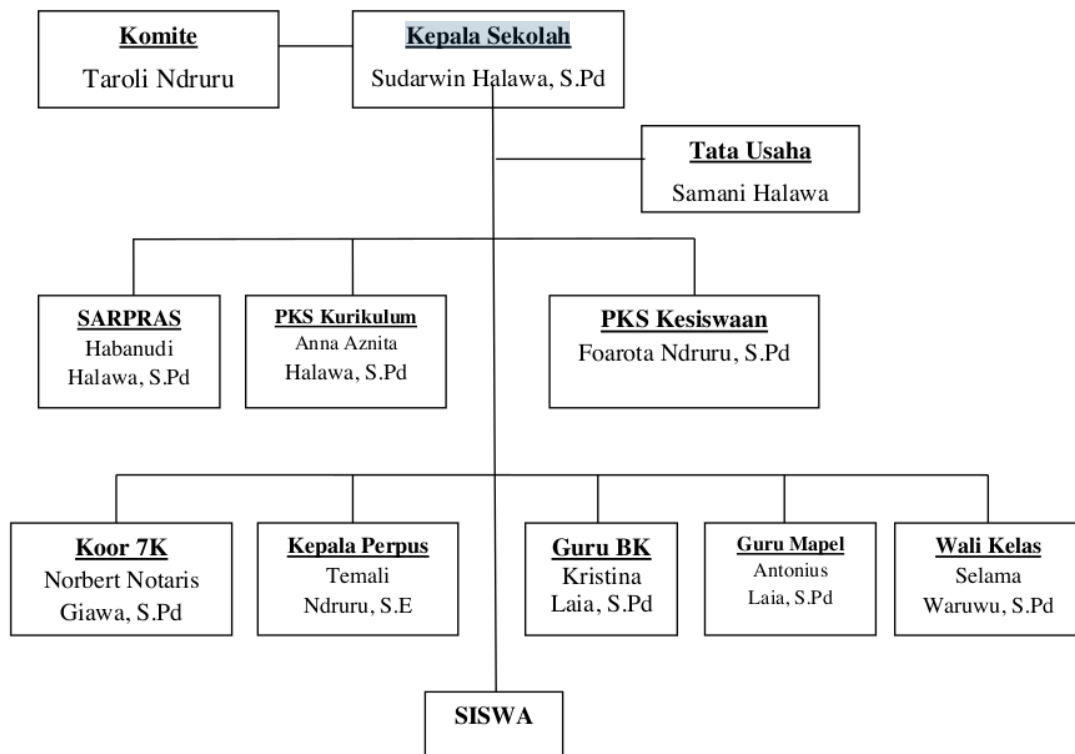 Komite
Taroli Ndruru
Kepala Sekolah
Sudarwin Halawa, S.Pd
Tata Usaha
Samani Halawa
SARPRAS
Habanudi
Halawa, S.Pd
PKS Kurikulum
Anna Aznita
Halawa, S.Pd
PKS Kesiswaan
Foarota Ndruru, S.Pd
Koor 7K
Norbert Notaris
Giawa, S.Pd
Kepala Perpus
Temali
Ndruru, S.E
Guru BK
Kristina
Laia, S.Pd
Guru Mapel
Antonius
Laia, S.Pd
Wali Kelas
Selama
Waruwu, S.Pd
SISWA